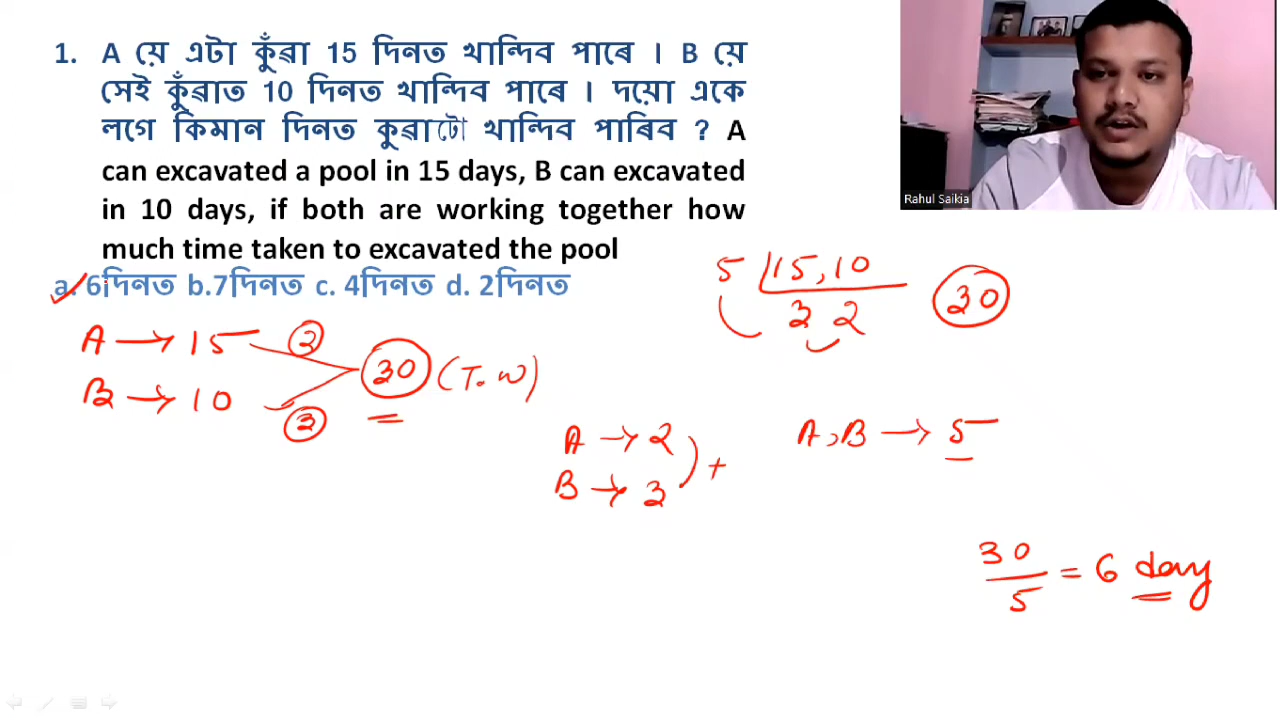 1. A য়ে এটা কুঁৱা 15 দিনত খান্দিব পাৰে । B য়ে
সেই কুঁৱাত 10 দিনত খান্দিব পাৰে । দয়ো একে
লগে কিমান দিনত কুৱাটো খান্দিব পাৰিব ? A
can excavated a pool in 15 days, B can excavated
in 10 days, if both are working together how
much time taken to excavated the pool
a. 6দিনত b.7দিনত c. 4দিনত d. 2দিনত
Rahul Saikia
5 15, 10
3 2
30
A → 15
2
30 (T. W)
B → 10
3
A → 2
B → 3
+
A, B → 5
30
5
= 6 day